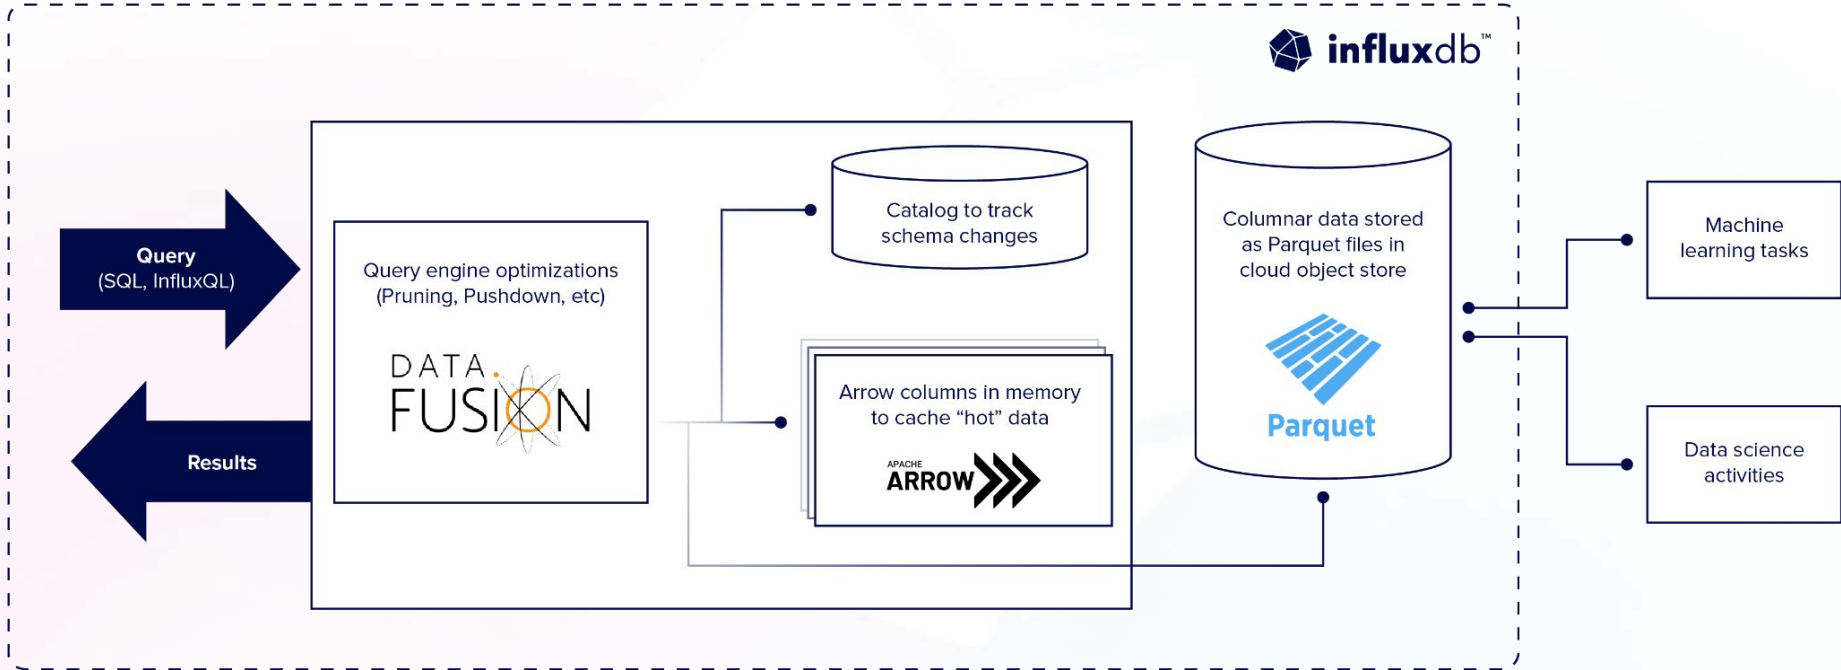 influxdb™
Query
(SQL, InfluxQL)
Results
Query engine optimizations
(Pruning, Pushdown, etc)
DATA
FUSION
Catalog to track
schema changes
Arrow columns in memory
to cache “hot” data
APACHE
ARROW
Columnar data stored
as Parquet files in
cloud object store
Parquet
Machine
learning tasks
Data science
activities